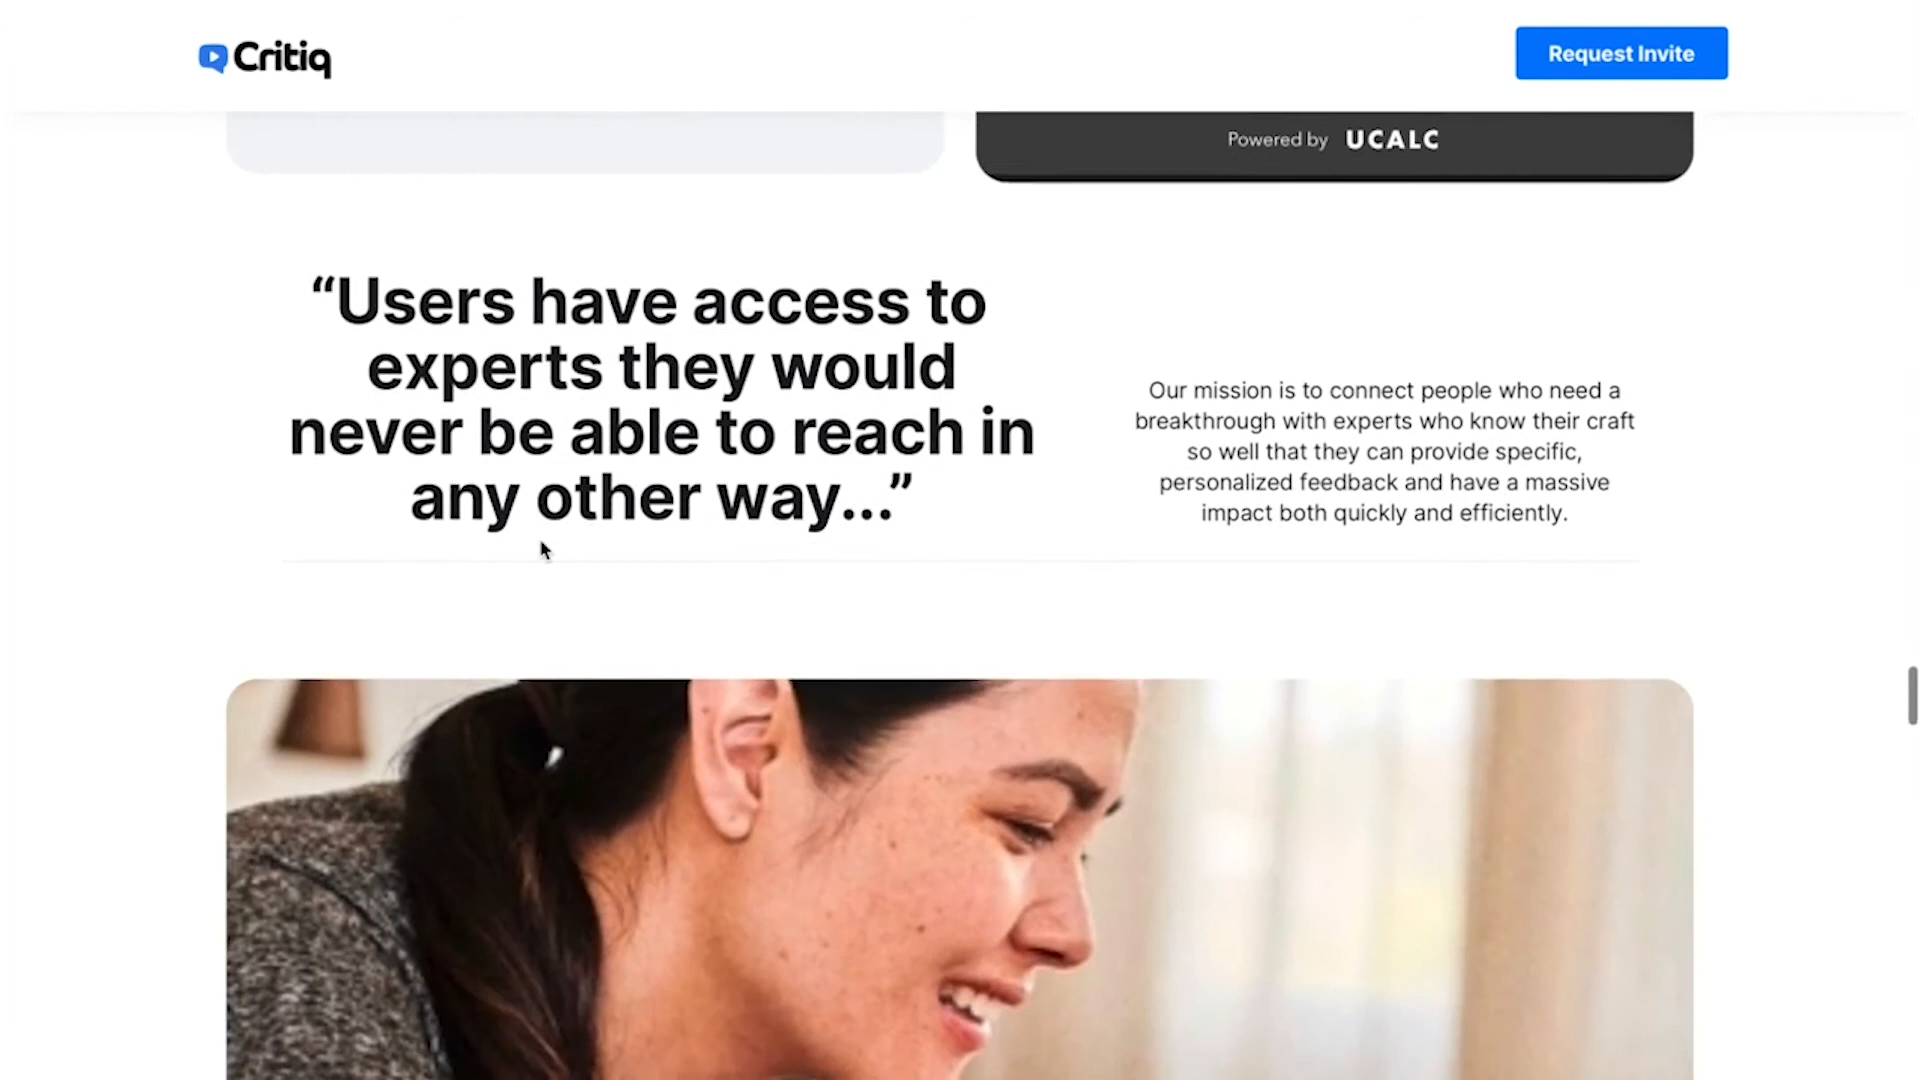 Critiq
Request Invite
Powered by UCALC
“Users have access to
experts they would
never be able to reach in
any other way...”
Our mission is to connect people who need a
breakthrough with experts who know their craft
so well that they can provide specific,
personalized feedback and have a massive
impact both quickly and efficiently.